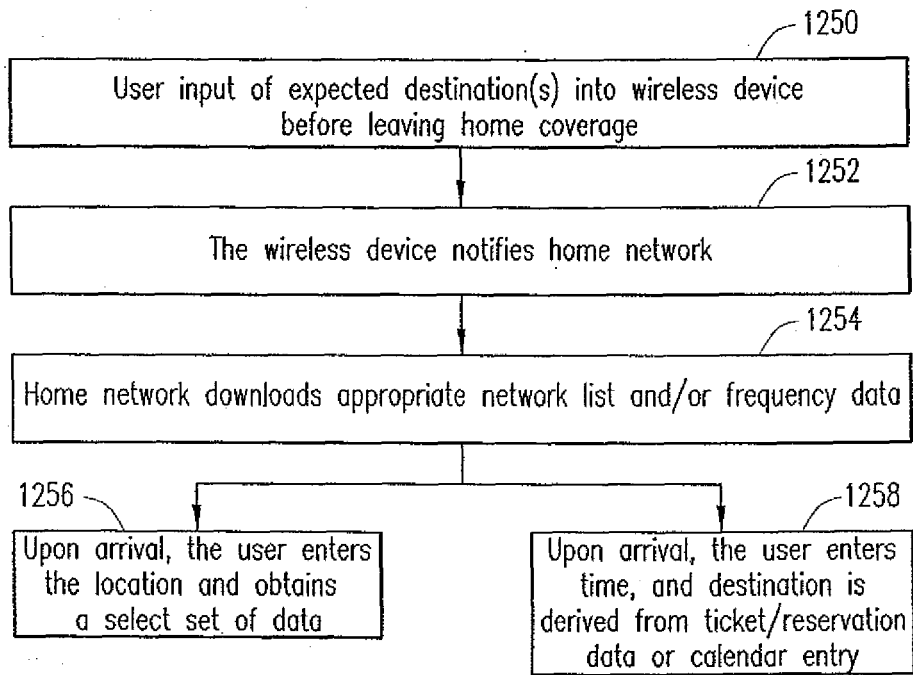 1250
User input of expected destination(s) into wireless device
before leaving home coverage
1252
The wireless device notifies home network
1254
Home network downloads appropriate network list and/or frequency data
1256
Upon arrival, the user enters
the location and obtains
a select set of data
1258
Upon arrival, the user enters
time, and destination is
derived from ticket/reservation
data or calendar entry